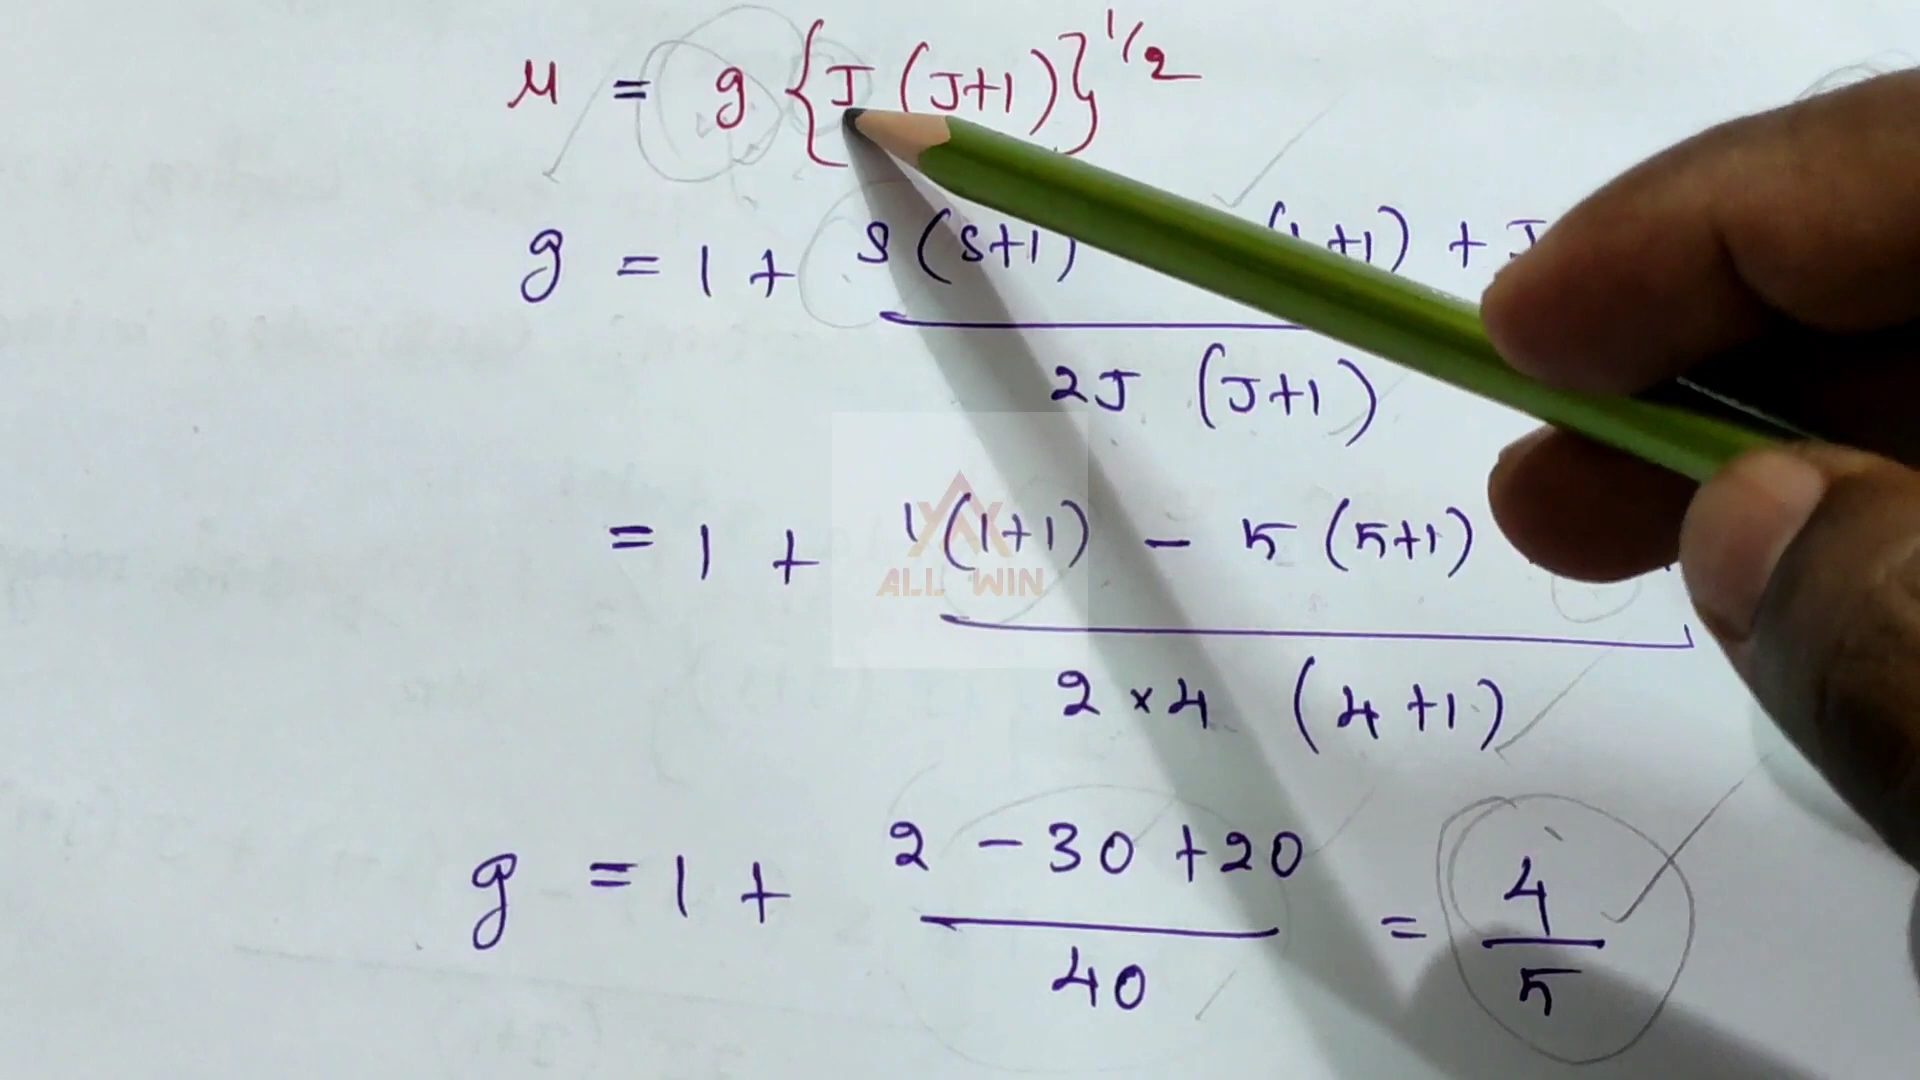 μ = g {J (J+1)}^1/2
g = 1 + S (S+1) (L+1) + J
2J (J+1)
= 1 + 1(1+1) - 5 (5+1)
2 × 4 (4+1)
g = 1 + 2 - 30 + 20 = 4
40 5
ALL WIN